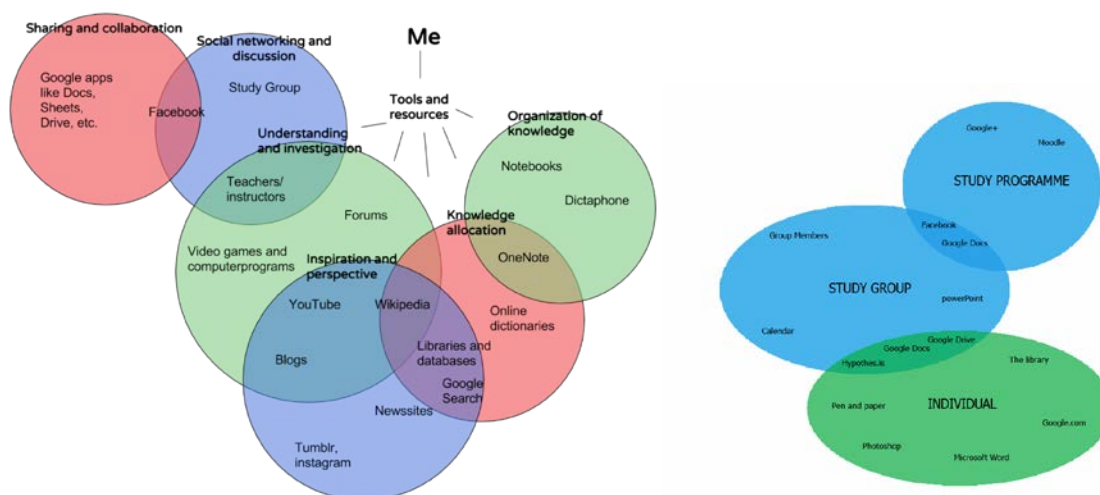 Sharing and collaboration
Google apps
like Docs,
Sheets,
Drive, etc.
Facebook
Social networking and
discussion
Study Group
Me
Tools and
resources
Understanding
and investigation
Teachers/
instructors
Forums
Video games and
computerprograms
Organization of
knowledge
Notebooks
Dictaphone
Knowledge
allocation
OneNote
Online
dictionaries
Inspiration and
perspective
YouTube
Wikipedia
Blogs
Libraries and
databases
Google
Search
Newssites
Tumblr,
instagram
Google+
Moodle
STUDY PROGRAMME
Facebook
Google Docs
Group Members
STUDY GROUP
powerPoint
Calendar
Google Drive
Google Docs
Hypothes.is
The library
INDIVIDUAL
Pen and paper
Google.com
Photoshop
Microsoft Word